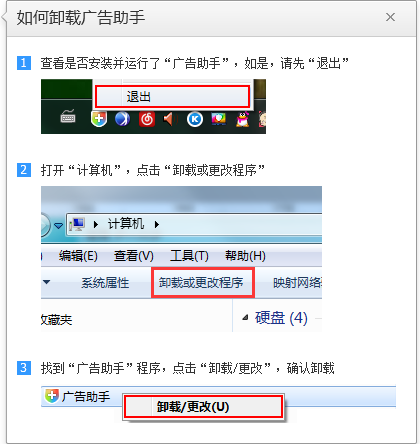 如何卸载广告助手
×
1 查看是否安装并运行了“广告助手”，如是，请先“退出”
退出
2 打开“计算机”，点击“卸载或更改程序”
计算机
编辑(E) 查看(V) 工具(T) 帮助(H)
系统属性 卸载或更改程序 映射网络
收藏夹 硬盘 (4)
3 找到“广告助手”程序，点击“卸载/更改”，确认卸载
广告助手
卸载/更改(U)